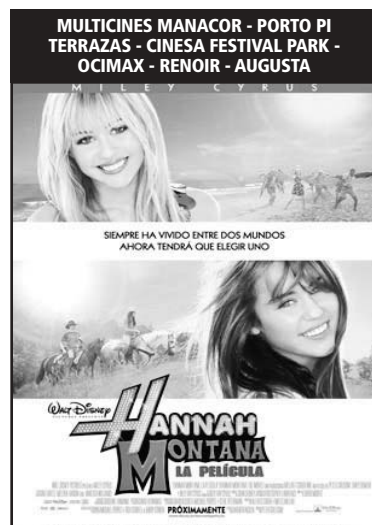 MULTICINES MANACOR - PORTO PI
TERRAZAS - CINESA FESTIVAL PARK -
OCIMAX - RENOIR - AUGUSTA
MILEY CYRUS
SIEMPRE HA VIVIDO ENTRE DOS MUNDOS
AHORA TENDRÁ QUE ELEGIR UNO
WALT DISNEY
HANNAH
MONTANA
LA PELÍCULA
PRÓXIMAMENTE